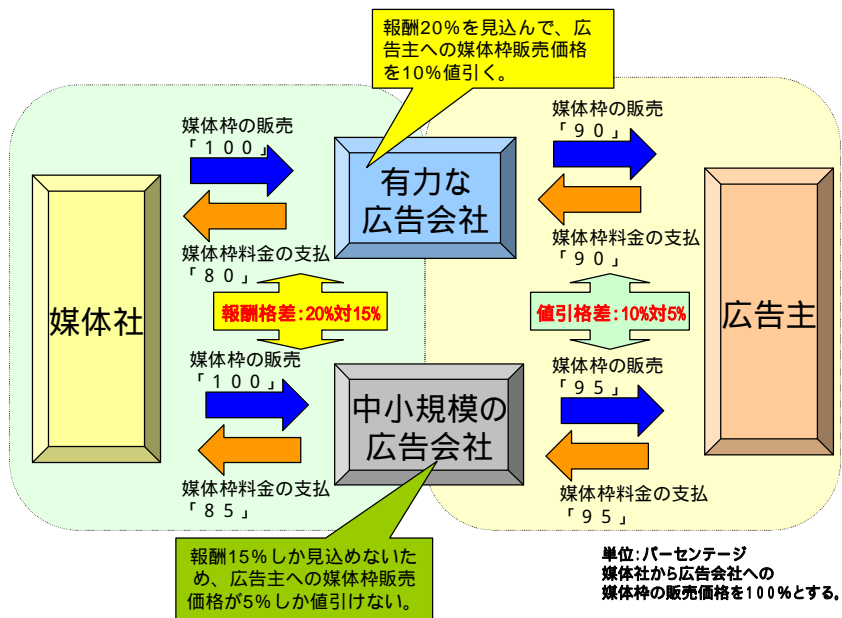 報酬20％を見込んで、広
告主への媒体枠販売価格
を10％値引く。
媒体枠の販売
「１００」
有力な
広告会社
媒体枠の販売
「９０」
媒体枠料金の支払
「８０」
媒体枠料金の支払
「９０」
媒体社
報酬格差:20%対15%
値引格差:10%対5%
広告主
媒体枠の販売
「１００」
中小規模の
広告会社
媒体枠の販売
「９５」
媒体枠料金の支払
「８５」
媒体枠料金の支払
「９５」
報酬15％しか見込めないた
め、広告主への媒体枠販売
価格が5％しか値引けない。
単位:パーセンテージ
媒体社から広告会社への
媒体枠の販売価格を100%とする。